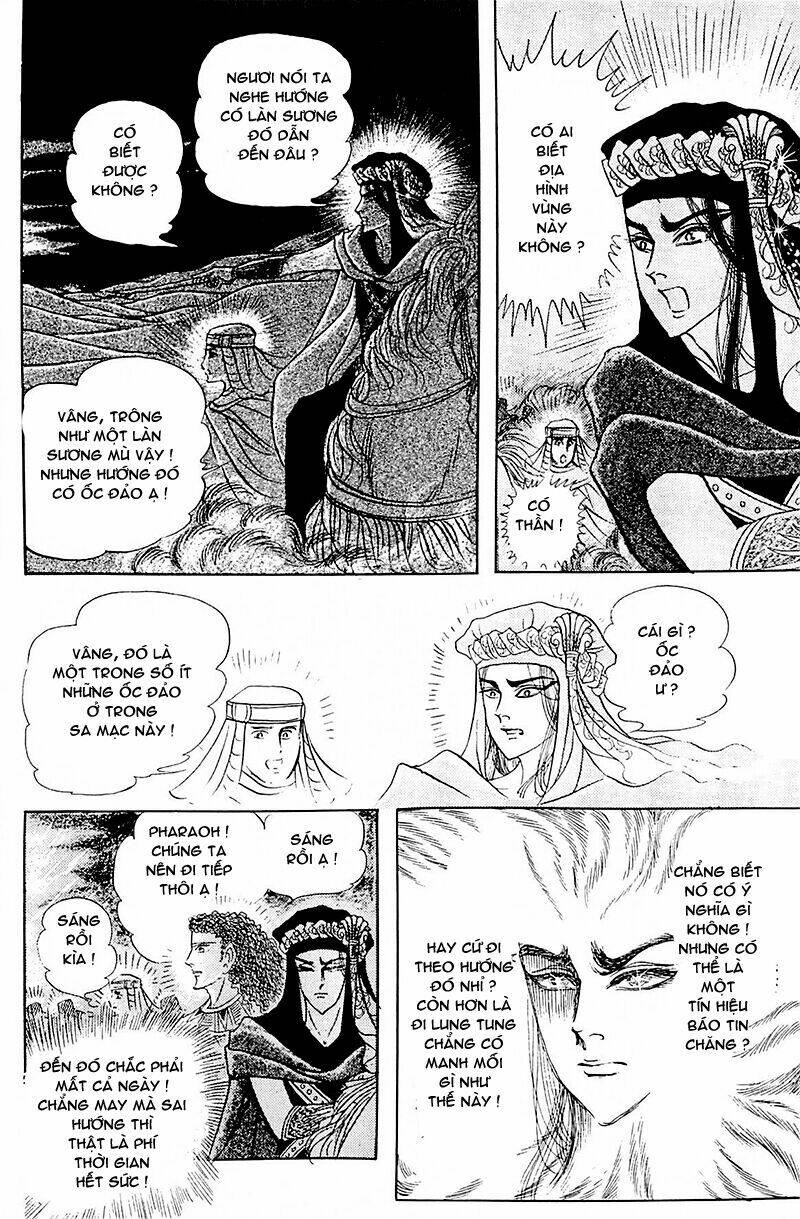 CÓ AI
BIẾT
ĐỊA
HÌNH
VÙNG
NÀY
KHÔNG ?
CÓ
THẦN !
NGƯƠI NÓI TA
NGHE HƯỚNG
CÓ LÀN SƯƠNG
ĐÓ DẪN
ĐẾN ĐÂU ?
CÓ
BIẾT
ĐƯỢC
KHÔNG ?
VÂNG, TRÔNG
NHƯ MỘT LÀN
SƯƠNG MÙ VẬY !
NHƯNG HƯỚNG ĐÓ
CÓ ỐC ĐẢO Ạ !
CÁI GÌ ?
ỐC
ĐẢO
Ư ?
VÂNG, ĐÓ LÀ
MỘT TRONG SỐ ÍT
NHỮNG ỐC ĐẢO
Ở TRONG
SA MẠC NÀY !
CHẲNG BIẾT
NÓ CÓ Ý
NGHĨA GÌ
KHÔNG !
NHƯNG CÓ
THỂ LÀ
MỘT
TÍN HIỆU
BÁO TIN
CHĂNG ?
HAY CỨ ĐI
THEO HƯỚNG
ĐÓ NHỈ ?
CÒN HƠN LÀ
ĐI LUNG TUNG
CHẲNG CÓ
MANH MỐI
GÌ NHƯ
THẾ NÀY !
SÁNG
RỒI Ạ !
PHARAOH !
CHÚNG TA
NÊN ĐI TIẾP
THÔI Ạ !
SÁNG
RỒI
KÌA !
ĐẾN ĐÓ CHẮC PHẢI
MẤT CẢ NGÀY !
CHẲNG MAY MÀ SAI
HƯỚNG THÌ
THẬT LÀ PHÍ
THỜI GIAN
HẾT SỨC !